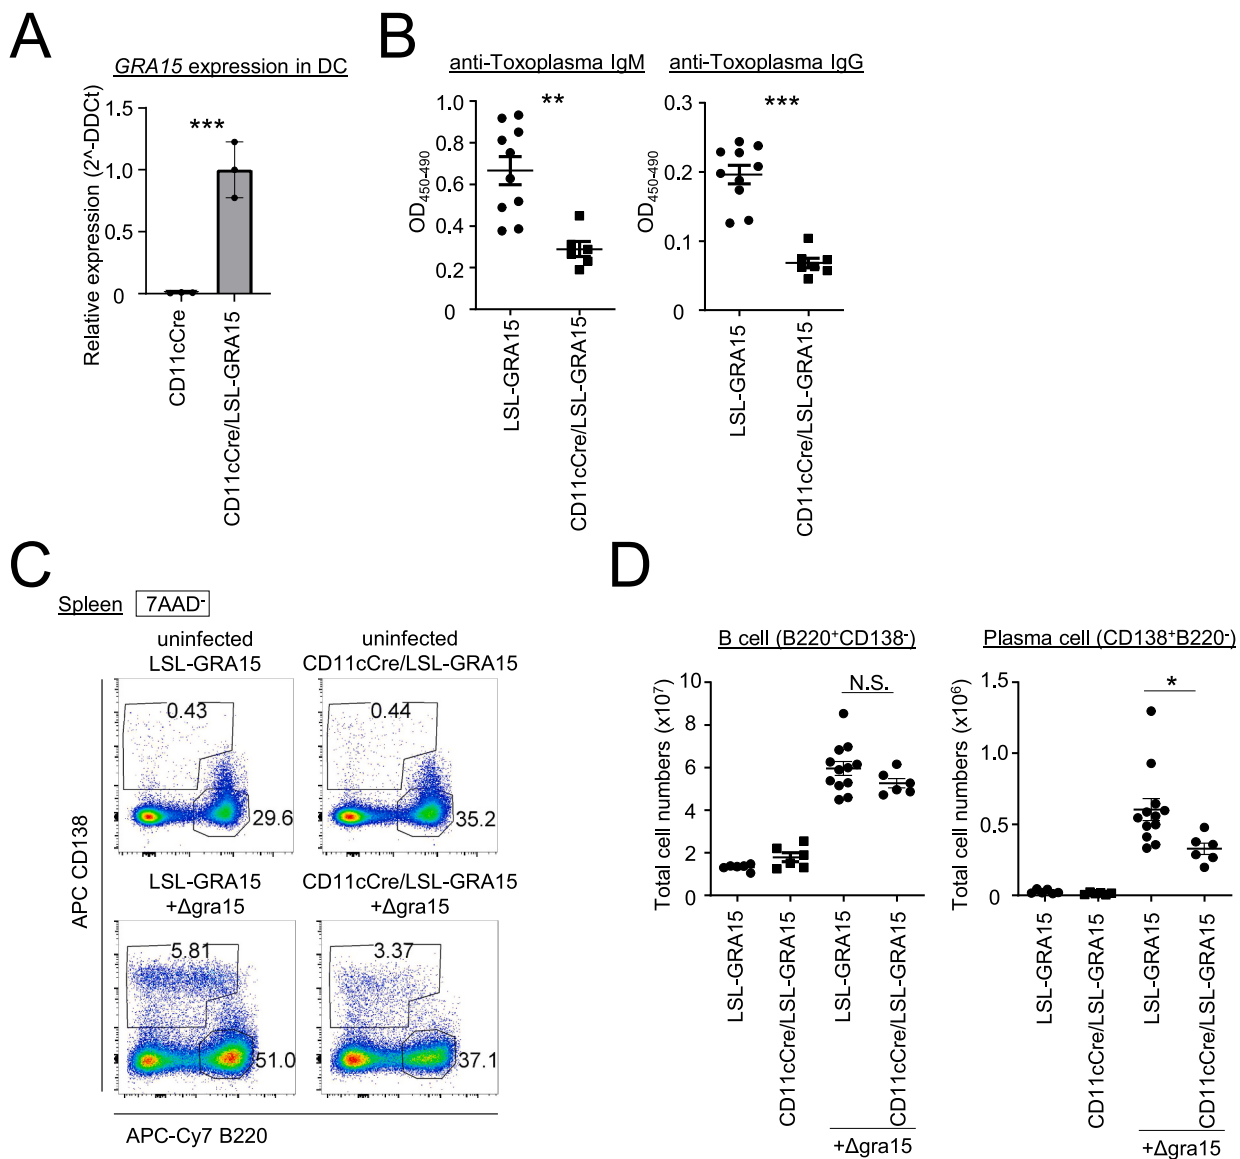 A
GRA15 expression in DC
Relative expression (2^-DDCt)
1.5
1.0
0.5
0
***
CD11cCre
CD11cCre/LSL-GRA15
B
anti-Toxoplasma IgM
OD450-490
1.0
0.8
0.6
0.4
0.2
0
**
LSL-GRA15
CD11cCre/LSL-GRA15
anti-Toxoplasma IgG
OD450-490
0.3
0.2
0.1
0
***
LSL-GRA15
CD11cCre/LSL-GRA15
C
Spleen 7AAD-
uninfected
LSL-GRA15
0.43
29.6
uninfected
CD11cCre/LSL-GRA15
0.44
35.2
LSL-GRA15
+Δgra15
5.81
51.0
CD11cCre/LSL-GRA15
+Δgra15
3.37
37.1
APC CD138
APC-Cy7 B220
D
B cell (B220+CD138-)
Total cell numbers (x10⁷)
10
8
6
4
2
0
N.S.
LSL-GRA15
CD11cCre/LSL-GRA15
LSL-GRA15
CD11cCre/LSL-GRA15
+Δgra15
Plasma cell (CD138+B220-)
Total cell numbers (x10⁶)
1.5
1.0
0.5
0
*
LSL-GRA15
CD11cCre/LSL-GRA15
LSL-GRA15
CD11cCre/LSL-GRA15
+Δgra15